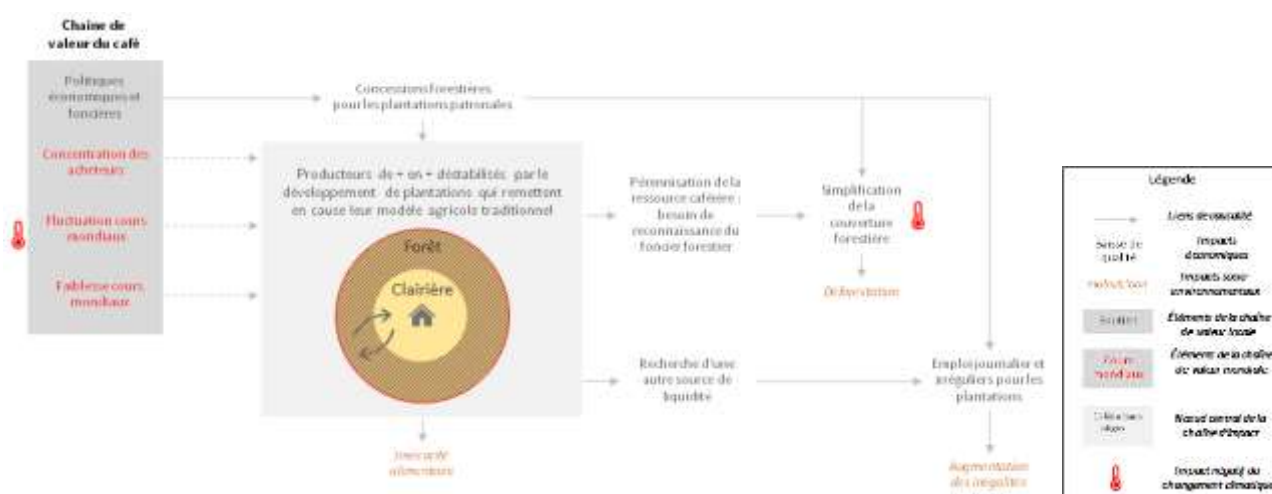 Chaine de
valeur du café
Politiques
économiques et
foncières
Concentration des
acheteurs
Fluctuation cours
mondiaux
Faiblesse cours
mondiaux
Concessions forestières
pour les plantations patronales
Producteurs de + en + déstabilisés par le
développement de plantations qui remettent
en cause leur modèle agricole traditionnel
Forêt
Clairière
Insécurité
alimentaire
Pérennisation de la
ressource caféière :
besoin de
reconnaissance du
foncier forestier
Recherche d'une
autre source de
liquidité
Simplification
de la
couverture
forestière
Déforestation
Emploi journalier et
irréguliers pour les
plantations
Augmentation
des inégalités
Légende
Liens de causalité
Baisse de
qualité
Impacts
économiques
Impacts socio-
environnementaux
Éléments de la chaîne
de valeur locale
Cours
mondiaux
Éléments de la chaîne
de valeur mondiale
Nœud central de la
chaîne d'impact
Impact négatif du
changement climatique